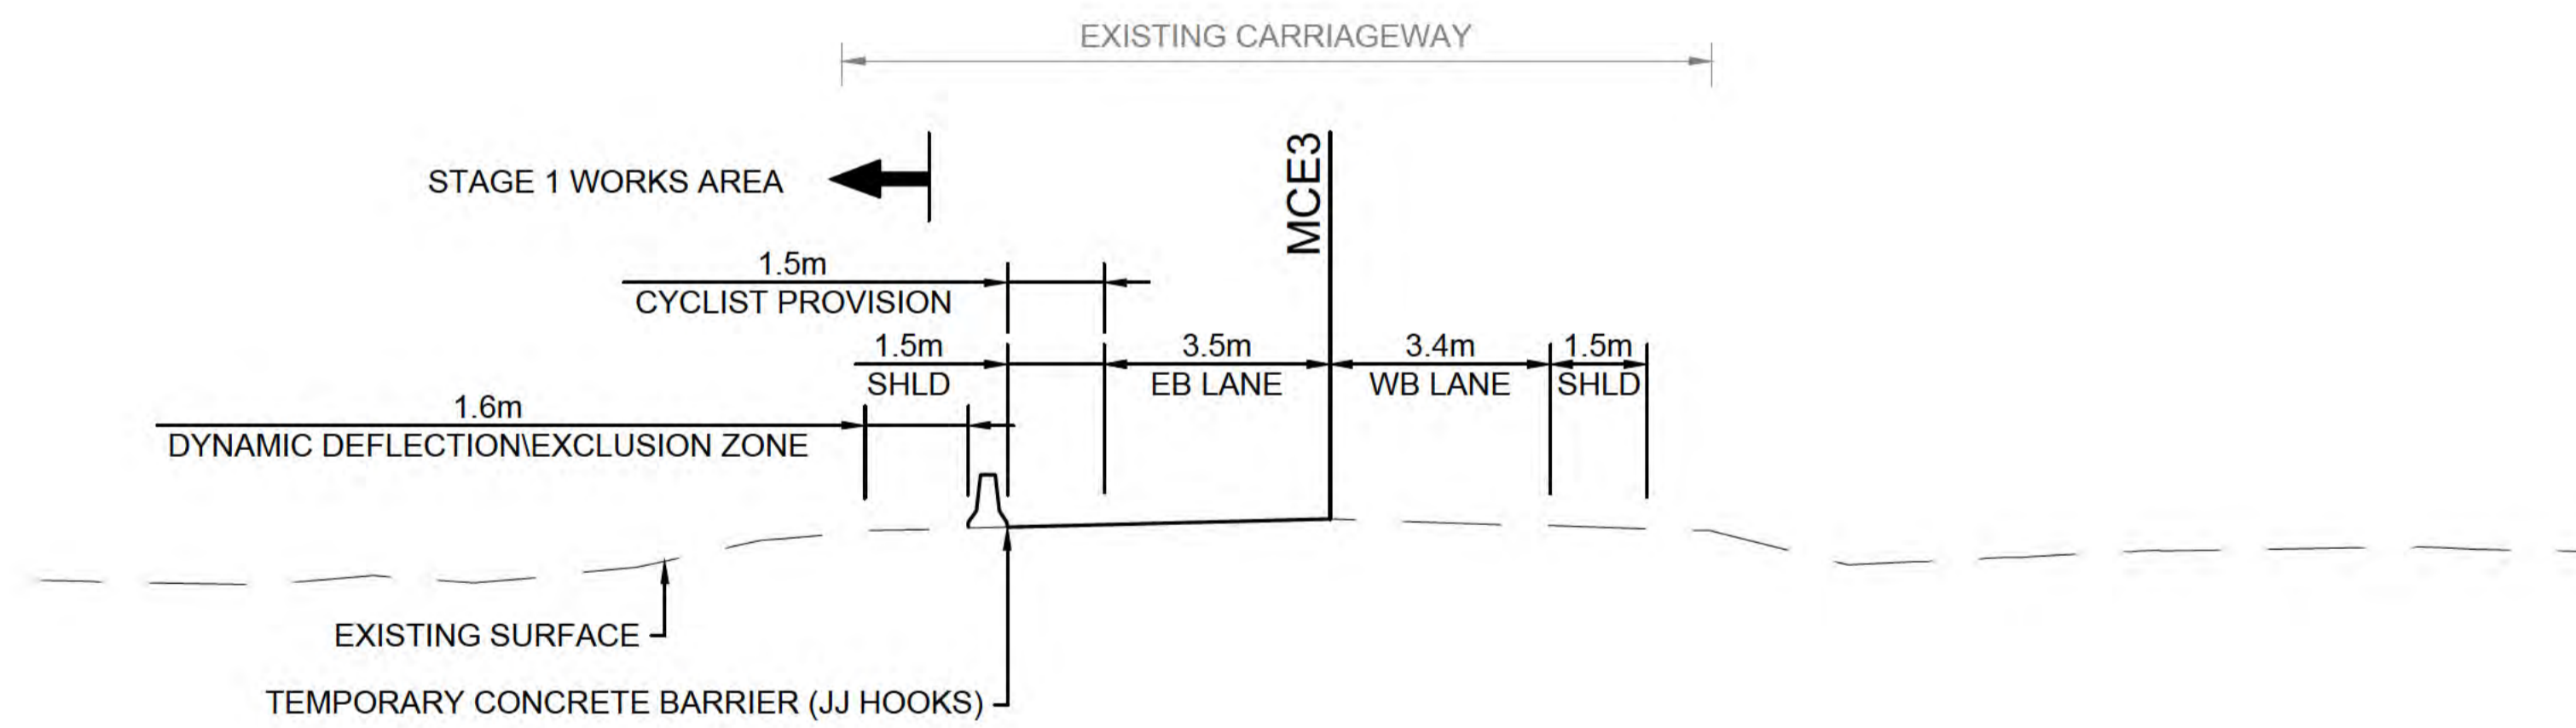 EXISTING CARRIAGEWAY
STAGE 1 WORKS AREA
MCE3
1.5m
CYCLIST PROVISION
1.5m
SHLD
3.5m
EB LANE
3.4m
WB LANE
1.5m
SHLD
1.6m
DYNAMIC DEFLECTION\EXCLUSION ZONE
EXISTING SURFACE
TEMPORARY CONCRETE BARRIER (JJ HOOKS)